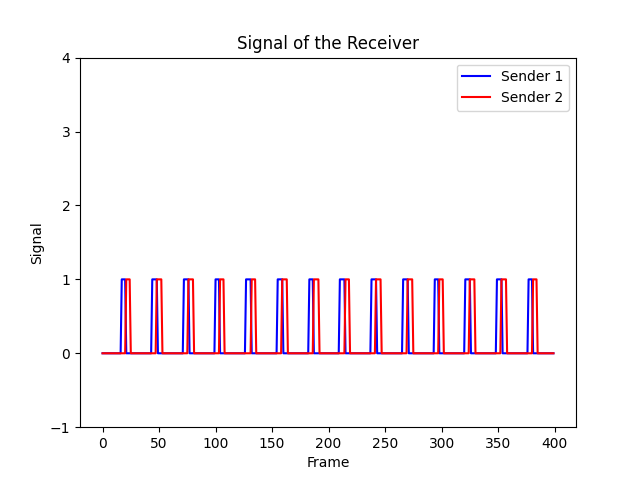 Signal of the Receiver
Sender 1
Sender 2
4
3
2
1
0
−1
Signal
0 50 100 150 200 250 300 350 400
Frame